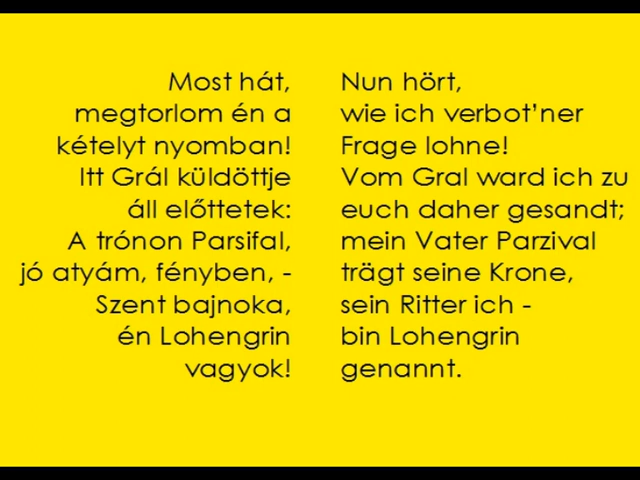 Most hát,
megtorlom én a
kételyt nyomban!
Itt Grál küldöttje
áll előttetek:
A trónon Parsifal,
jó atyám, fényben, -
Szent bajnoka,
én Lohengrin
vagyok!
Nun hört,
wie ich verbot’ner
Frage lohne!
Vom Gral ward ich zu
euch daher gesandt;
mein Vater Parzival
trägt seine Krone,
sein Ritter ich -
bin Lohengrin
genannt.